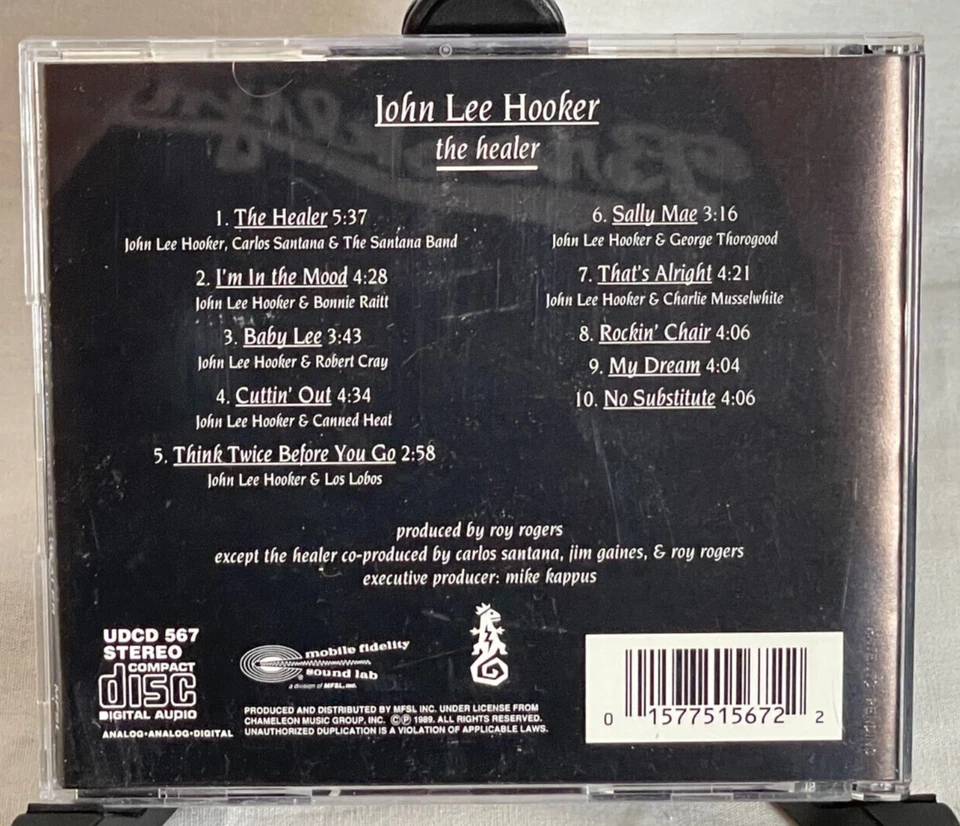 John Lee Hooker
the healer
1. The Healer 5:37
John Lee Hooker, Carlos Santana & The Santana Band
2. I'm In the Mood 4:28
John Lee Hooker & Bonnie Raitt
3. Baby Lee 3:43
John Lee Hooker & Robert Cray
4. Cuttin' Out 4:34
John Lee Hooker & Canned Heat
5. Think Twice Before You Go 2:58
John Lee Hooker & Los Lobos
6. Sally Mae 3:16
John Lee Hooker & George Thorogood
7. That's Alright 4:21
John Lee Hooker & Charlie Musselwhite
8. Rockin' Chair 4:06
9. My Dream 4:04
10. No Substitute 4:06
produced by roy rogers
except the healer co-produced by carlos santana, jim gaines, & roy rogers
executive producer: mike kappus
UDCD 567
STEREO
COMPACT
disc
DIGITAL AUDIO
ANALOG•ANALOG•DIGITAL
mobile fidelity
sound lab
a division of MFSL, inc.
PRODUCED AND DISTRIBUTED BY MFSL INC. UNDER LICENSE FROM
CHAMELEON MUSIC GROUP, INC. ©℗ 1989. ALL RIGHTS RESERVED.
UNAUTHORIZED DUPLICATION IS A VIOLATION OF APPLICABLE LAWS.
0 1577515672 2